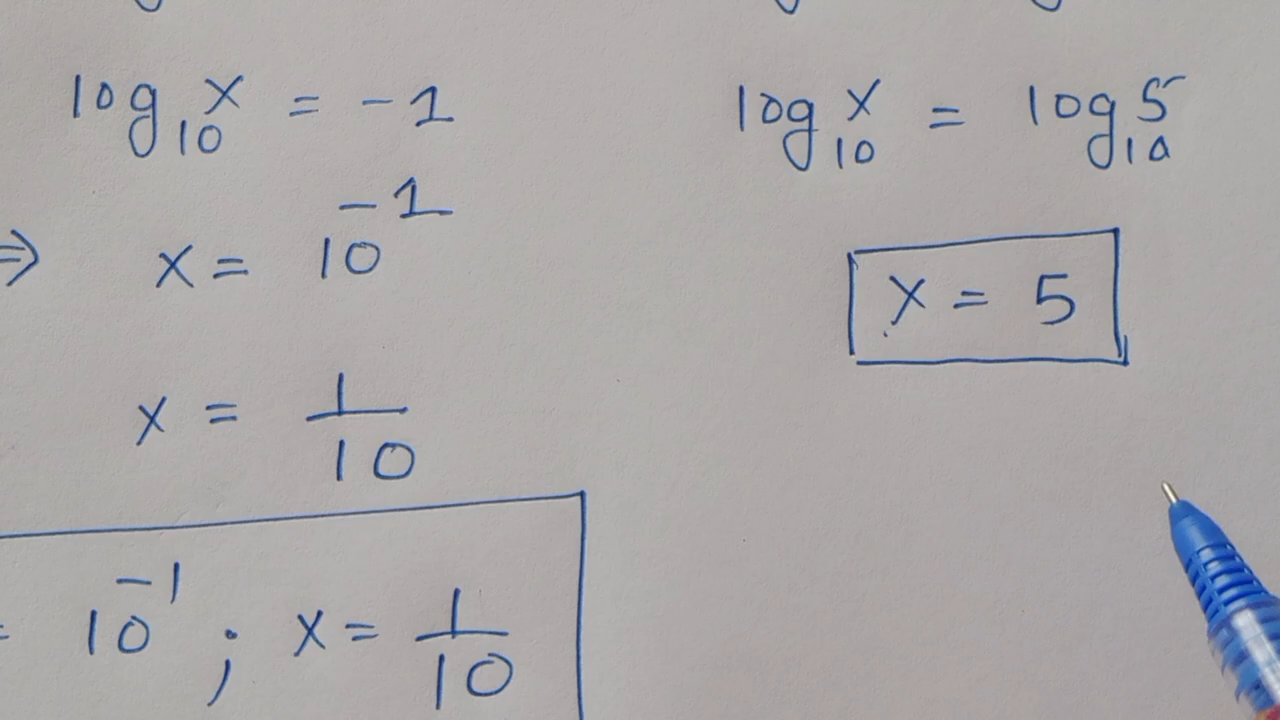 log₁₀ x = -1
⇒ x = 10⁻¹
x = 1/10
= 10⁻¹ ; x = 1/10
log₁₀ x = log₁₀ 5
x = 5